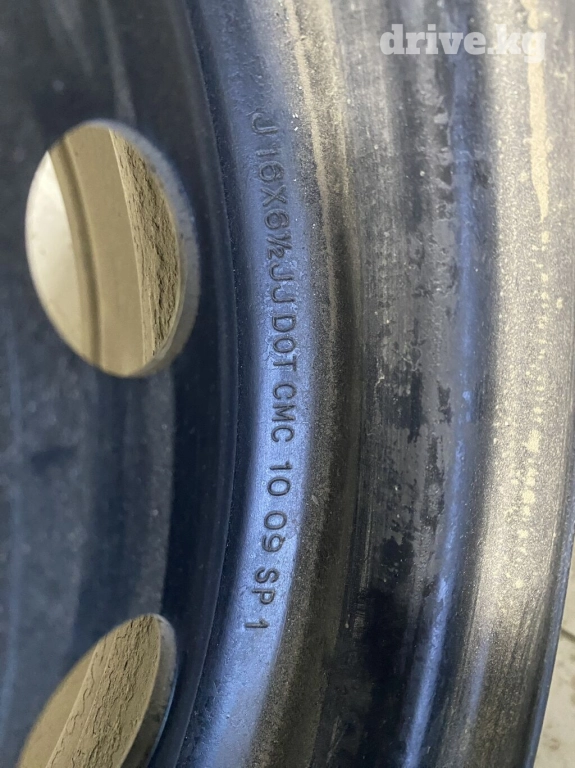 drive.kg
J 16X6½JJ DOT CMC 10 09 SP 1